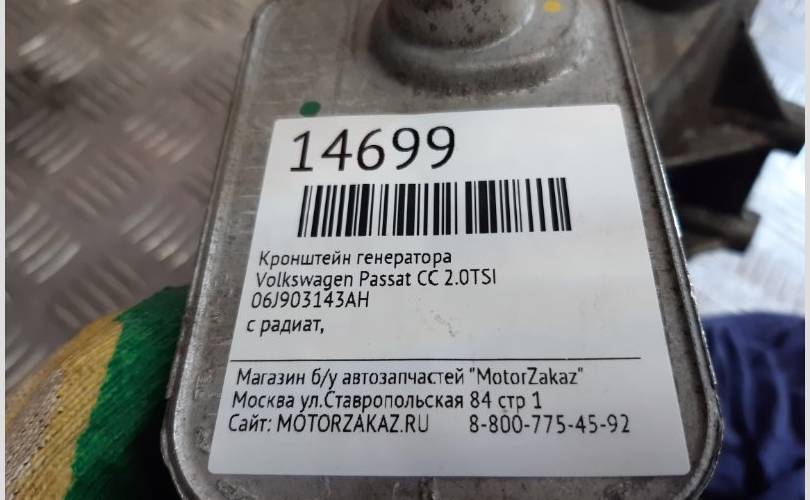 14699
Кронштейн генератора
Volkswagen Passat CC 2.0TSI
06J903143AH
с радиат,
Магазин б/у автозапчастей "MotorZakaz"
Москва ул.Ставропольская 84 стр 1
Сайт: MOTORZAKAZ.RU 8-800-775-45-92